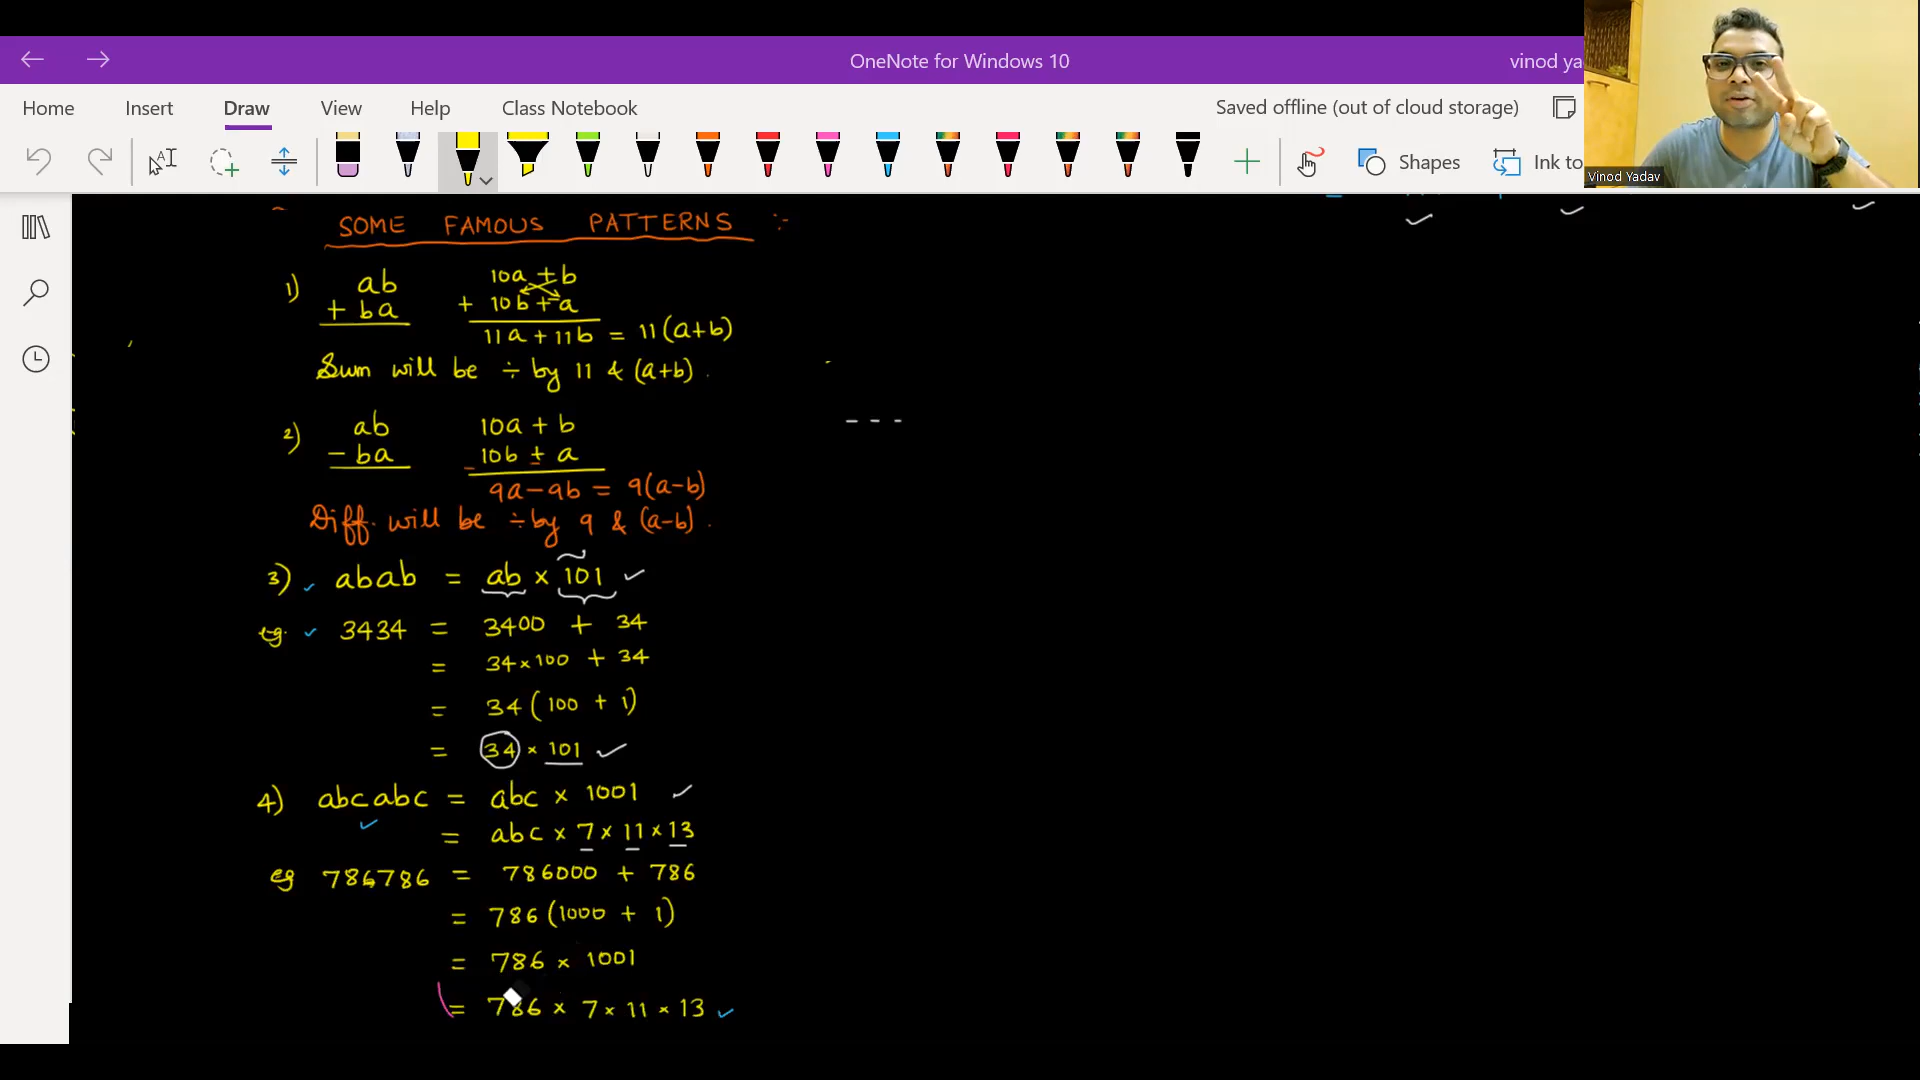 OneNote for Windows 10
vinod ya
Home Insert Draw View Help Class Notebook
Saved offline (out of cloud storage)
Shapes
Ink to
Vinod Yadav
SOME FAMOUS PATTERNS :-
1) ab 10a + b
+ ba + 10b + a
11a + 11b = 11(a+b)
Sum will be ÷ by 11 & (a+b).
2) ab 10a + b
- ba - 10b ± a
9a - 9b = 9(a-b)
Diff. will be ÷ by 9 & (a-b).
- - -
3) ✓ abab = ab × 101 ✓
eg. ✓ 3434 = 3400 + 34
= 34 × 100 + 34
= 34 (100 + 1)
= 34 × 101 ✓
4) abcabc = abc × 1001 ✓
✓ = abc × 7 × 11 × 13
eg 786786 = 786000 + 786
= 786 (1000 + 1)
= 786 × 1001
= 786 × 7 × 11 × 13 ✓